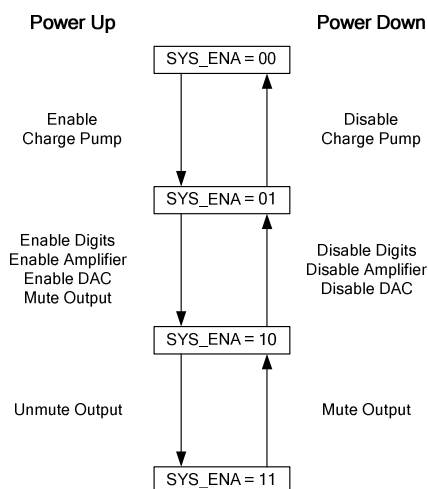 Power Up
Power Down
SYS_ENA = 00
Enable
Charge Pump
Disable
Charge Pump
SYS_ENA = 01
Enable Digits
Enable Amplifier
Enable DAC
Mute Output
Disable Digits
Disable Amplifier
Disable DAC
SYS_ENA = 10
Unmute Output
Mute Output
SYS_ENA = 11